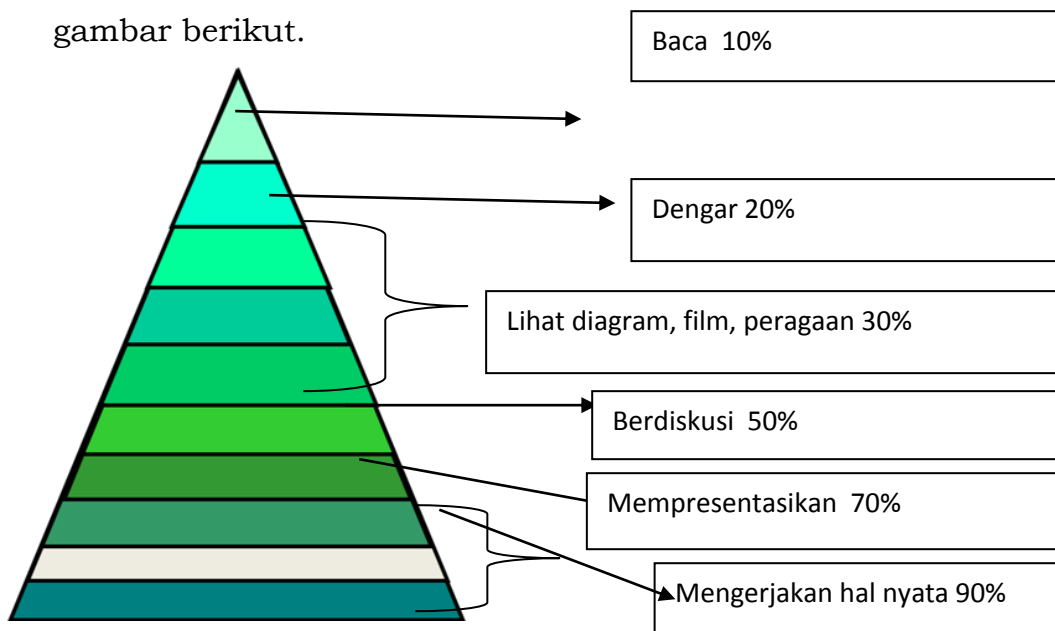 gambar berikut.
Baca 10%
Dengar 20%
Lihat diagram, film, peragaan 30%
Berdiskusi 50%
Mempresentasikan 70%
Mengerjakan hal nyata 90%